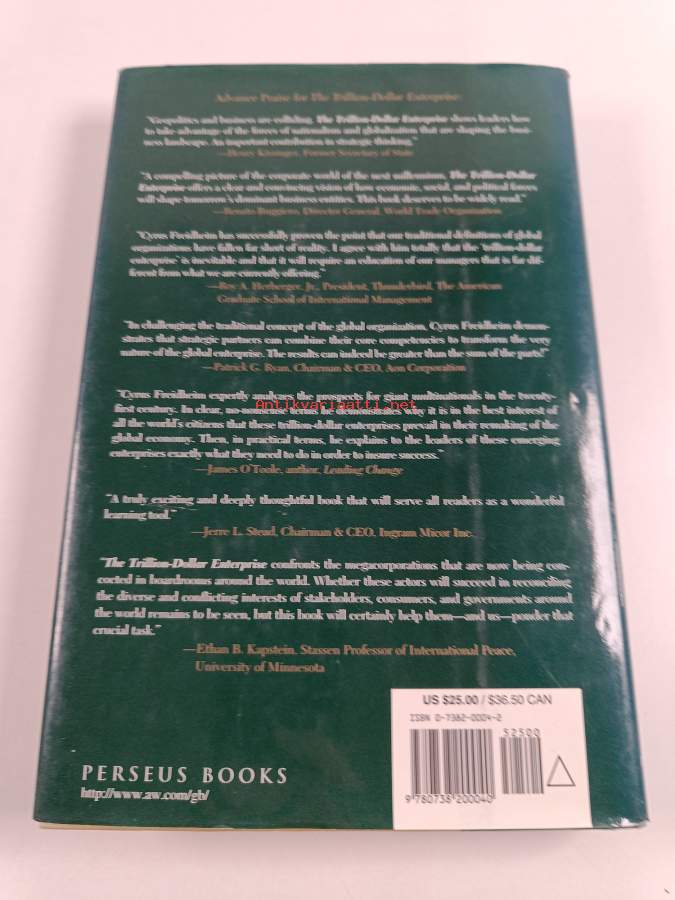 Advance Praise for The Trillion-Dollar Enterprise:
"Geopolitics and business are colliding. The Trillion-Dollar Enterprise shows leaders how
to take advantage of the forces of nationalism and globalization that are shaping the busi-
ness landscape. An important contribution to strategic thinking."
—Henry Kissinger, Former Secretary of State
"A compelling picture of the corporate world of the next millennium, The Trillion-Dollar
Enterprise offers a clear and convincing vision of how economic, social, and political forces
will shape tomorrow's dominant business entities. This book deserves to be widely read."
—Renato Ruggiero, Director General, World Trade Organization
"Cyrus Freidheim has successfully proven the point that our traditional definitions of global
organizations have fallen far short of reality. I agree with him totally that the 'trillion-dollar
enterprise' is inevitable and that it will require an education of our managers that is far dif-
ferent from what we are currently offering."
—Roy A. Herberger, Jr., President, Thunderbird, The American
Graduate School of International Management
"In challenging the traditional concept of the global organization, Cyrus Freidheim demon-
strates that strategic partners can combine their core competencies to transform the very
nature of the global enterprise. The results can indeed be greater than the sum of the parts!"
—Patrick G. Ryan, Chairman & CEO, Aon Corporation
"Cyrus Freidheim expertly analyzes the prospects for giant multinationals in the twenty-
Antikvariaatti.net
first century. In clear, no-nonsense terms he demonstrates why it is in the best interest of
all the world's citizens that these trillion-dollar enterprises prevail in their remaking of the
global economy. Then, in practical terms, he explains to the leaders of these emerging
enterprises exactly what they need to do in order to insure success."
—James O'Toole, author, Leading Change
"A truly exciting and deeply thoughtful book that will serve all readers as a wonderful
learning tool."
—Jerre L. Stead, Chairman & CEO, Ingram Micor Inc.
"The Trillion-Dollar Enterprise confronts the megacorporations that are now being con-
cocted in boardrooms around the world. Whether these actors will succeed in reconciling
the diverse and conflicting interests of stakeholders, consumers, and governments around
the world remains to be seen, but this book will certainly help them—and us—ponder that
crucial task."
—Ethan B. Kapstein, Stassen Professor of International Peace,
University of Minnesota
US $25.00 / $36.50 CAN
ISBN 0-7382-0004-2
52500
9 780738 200040
PERSEUS BOOKS
http://www.aw.com/gb/